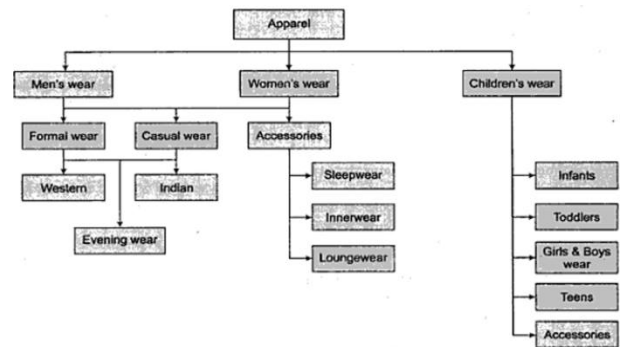 Apparel
Men's wear
Women's wear
Children's wear
Formal wear
Casual wear
Accessories
Western
Indian
Evening wear
Sleepwear
Innerwear
Loungewear
Infants
Toddlers
Girls & Boys
wear
Teens
Accessories